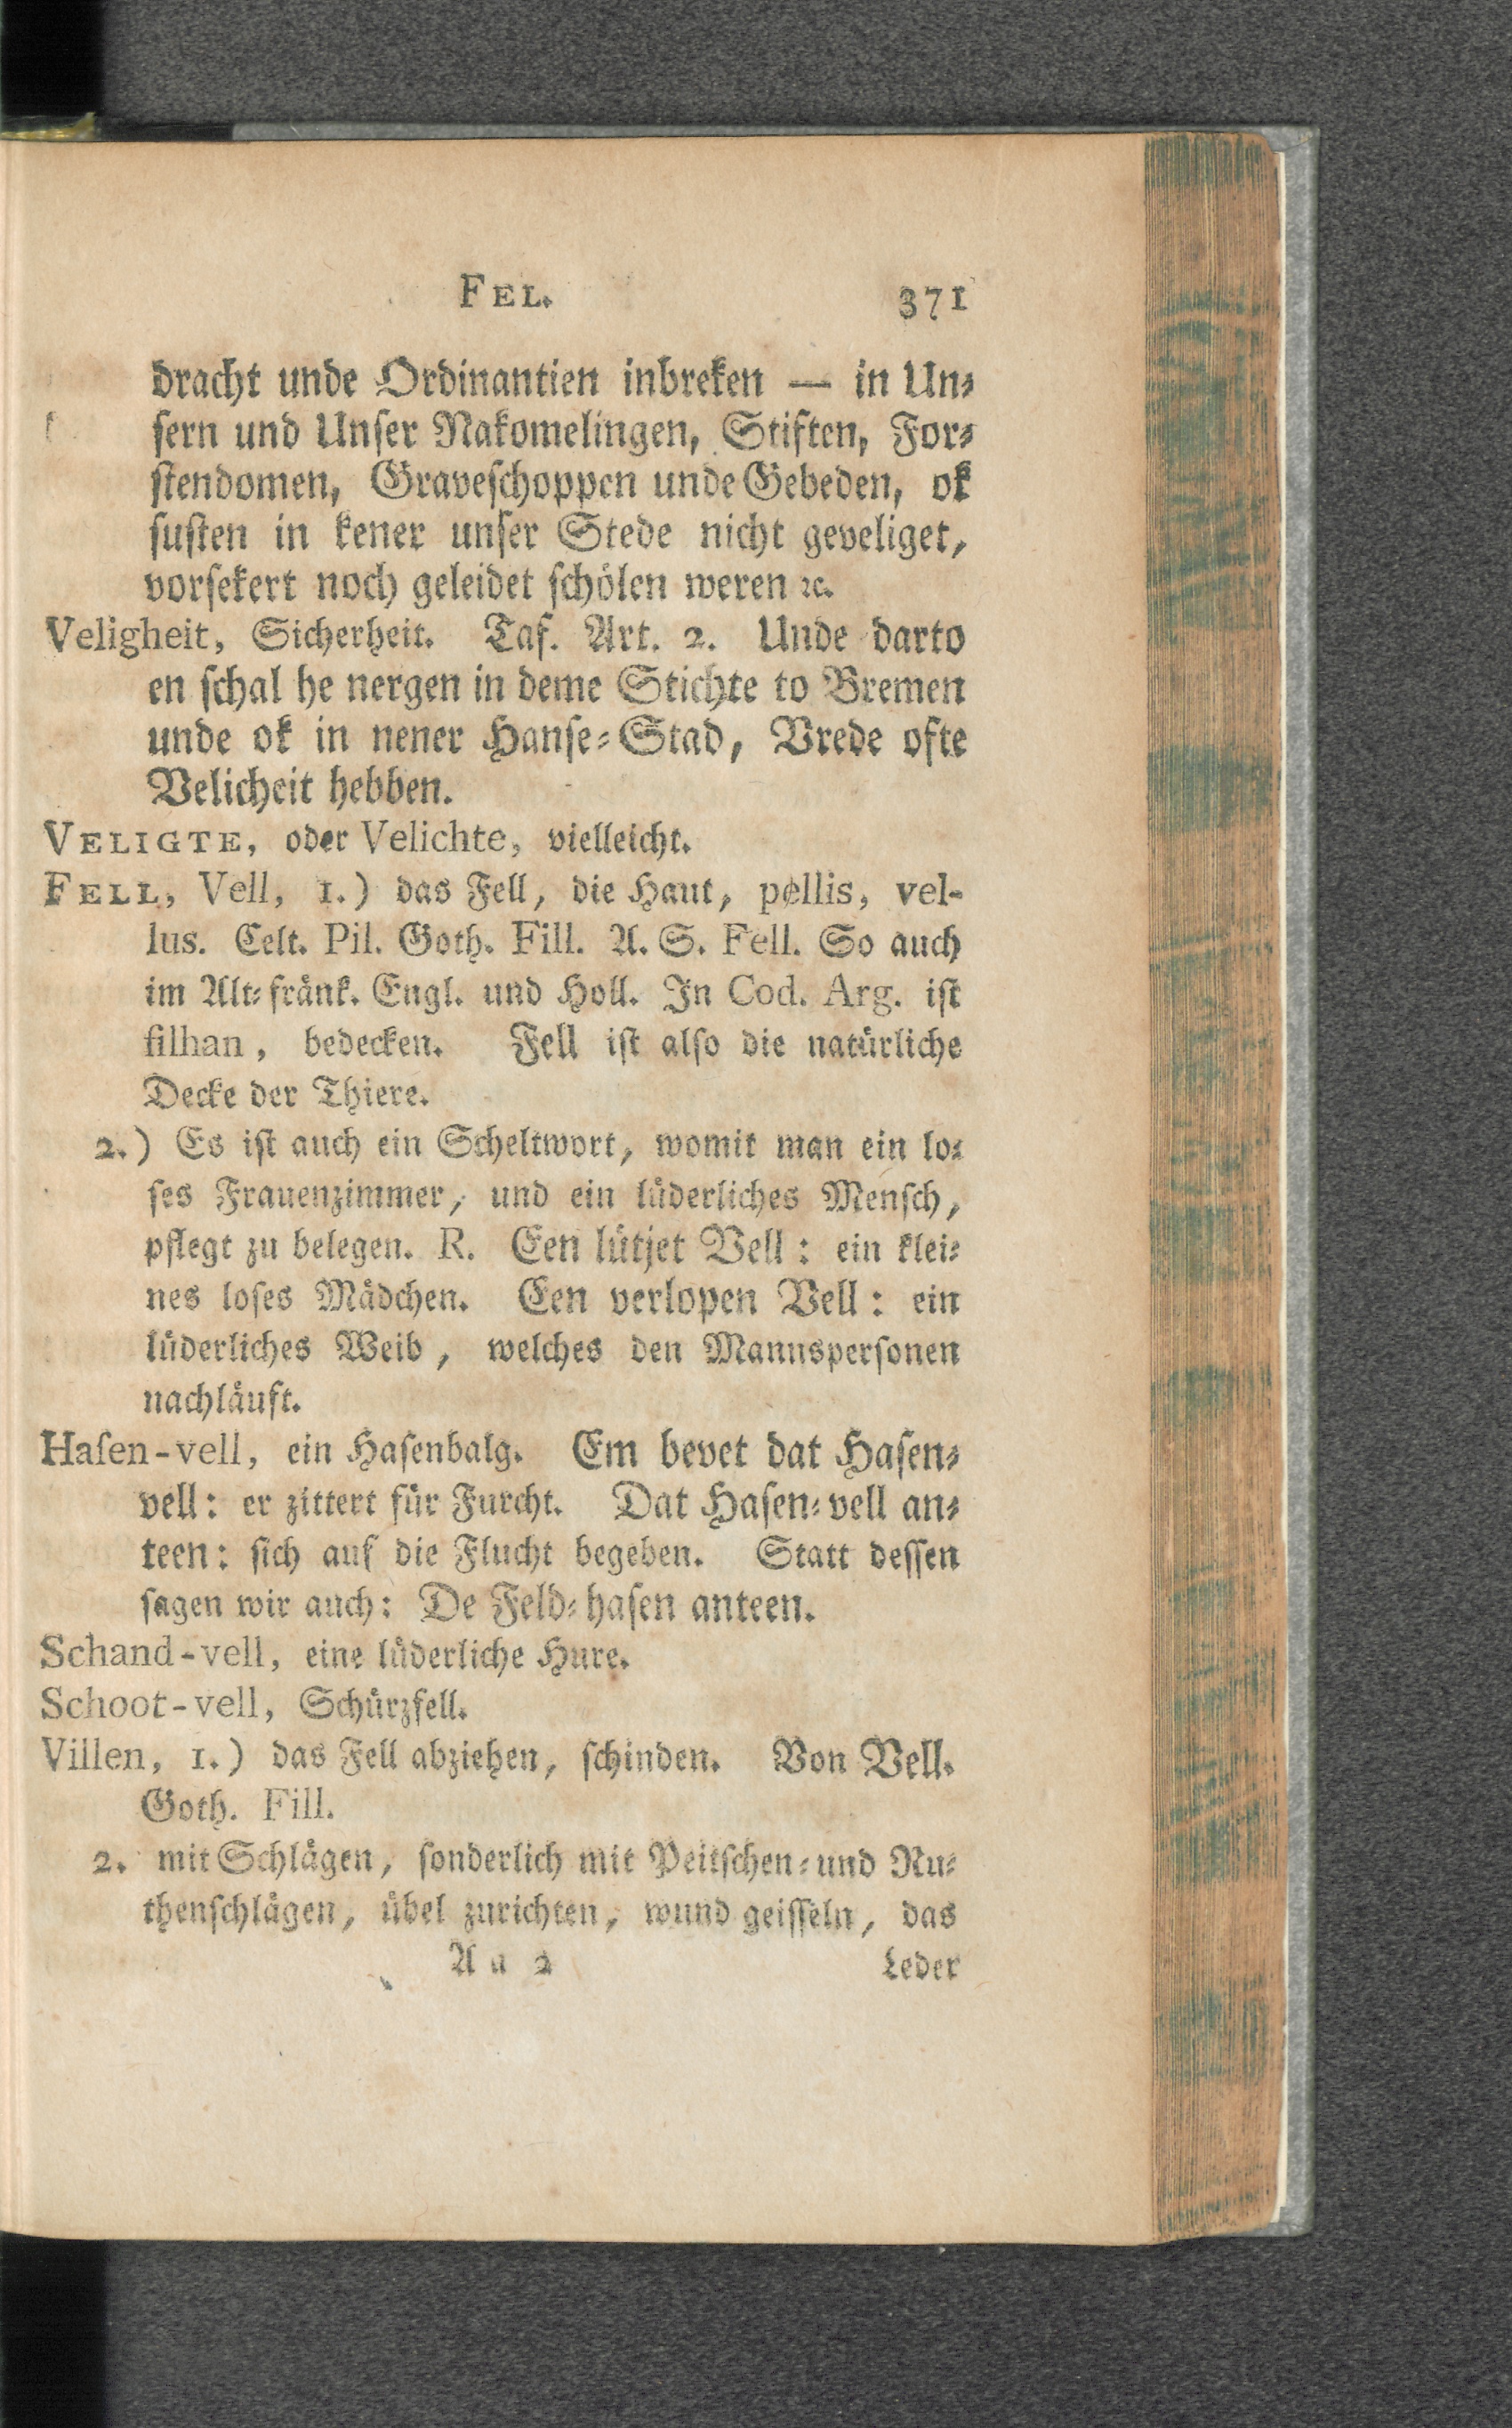 FEL. 371
dracht unde Ordinantien inbreken — in Un⸗
sern und Unser Nakomelingen, Stiften, For⸗
stendomen, Graveschoppen unde Gebeden, ok
susten in kener unser Stede nicht geveliget,
vorsekert noch geleidet schölen weren ꝛc.
Veligheit, Sicherheit. Taf. Art. 2. Unde darto
en schal he nergen in deme Stichte to Bremen
unde ok in nener Hanse⸗Stad, Vrede ofte
Velicheit hebben.
VELIGTE, oder Velichte, vielleicht.
FELL, Vell, 1.) das Fell, die Haut, pellis, vel-
lus. Celt. Pil. Goth. Fill. A. S. Fell. So auch
im Alt⸗fränk. Engl. und Holl. In Cod. Arg. ist
filhan, bedecken. Fell ist also die natürliche
Decke der Thiere.
2.) Es ist auch ein Scheltwort, womit man ein lo⸗
ses Frauenzimmer, und ein lüderliches Mensch,
pflegt zu belegen. R. Een lütjet Vell: ein klei⸗
nes loses Mädchen. Een verlopen Vell: ein
lüderliches Weib, welches den Mannspersonen
nachläuft.
Hasen-vell, ein Hasenbalg. Em bevet dat Hasen⸗
vell: er zittert für Furcht. Dat Hasen⸗vell an⸗
teen: sich auf die Flucht begeben. Statt dessen
sagen wir auch: De Feld⸗hasen anteen.
Schand-vell, eine lüderliche Hure.
Schoot-vell, Schürzfell.
Villen, 1.) das Fell abziehen, schinden. Von Vell.
Goth. Fill.
2. mit Schlägen, sonderlich mit Peitschen⸗und Ru⸗
thenschlägen, übel zurichten, wund geisseln, das
A a 2 Leder